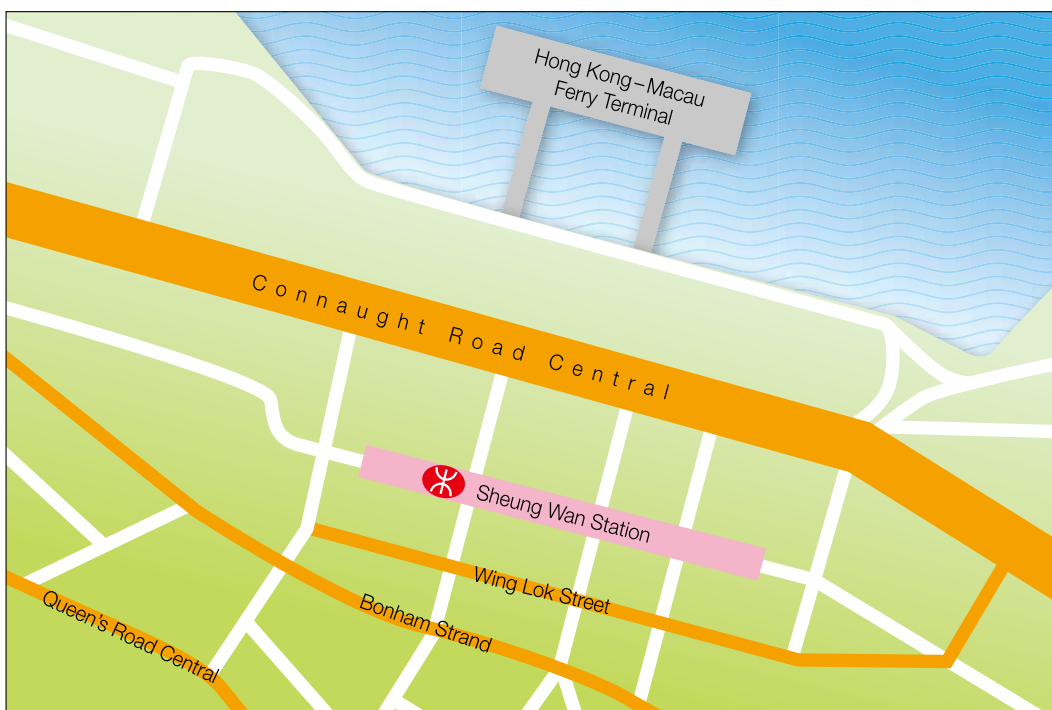 Hong Kong–Macau
Ferry Terminal
Connaught Road Central
Sheung Wan Station
Wing Lok Street
Bonham Strand
Queen's Road Central